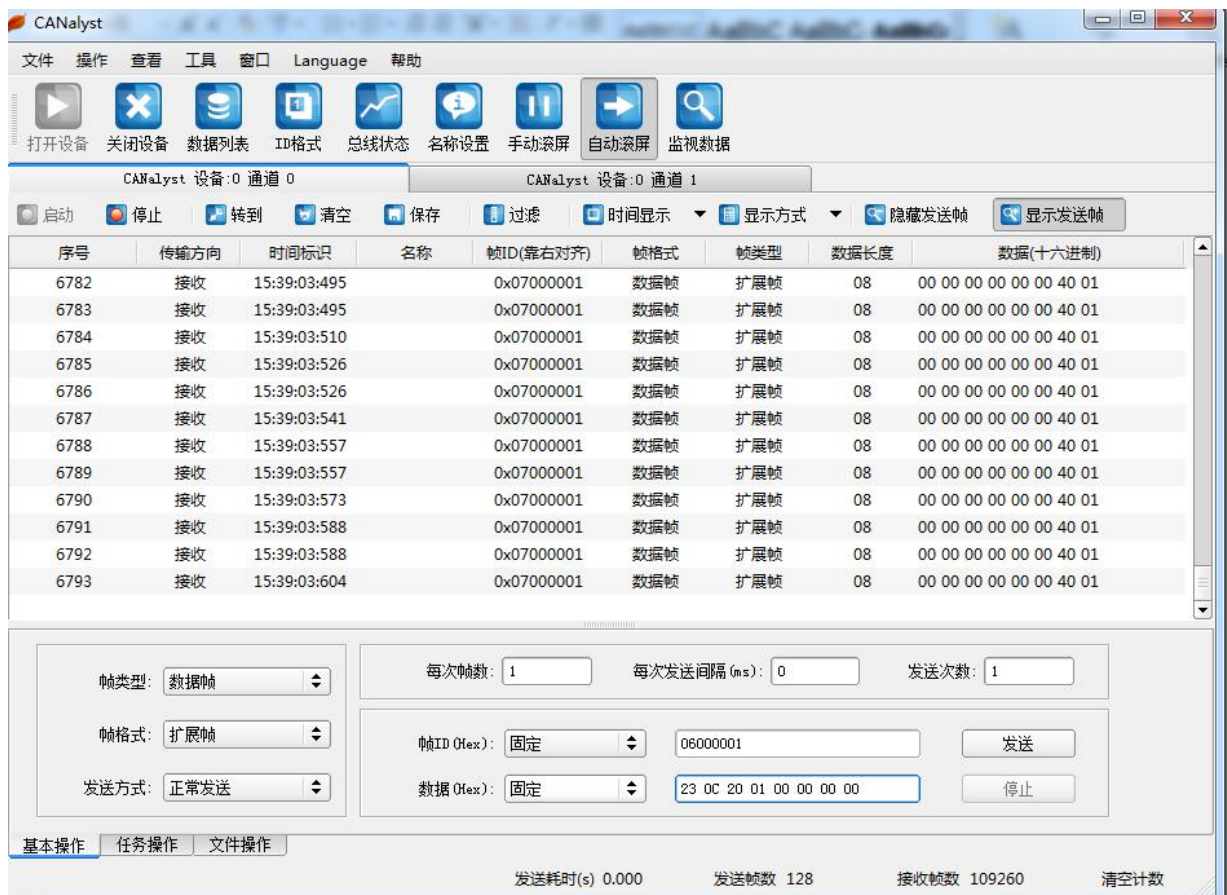 CANalyst
文件 操作 查看 工具 窗口 Language 帮助
打开设备 关闭设备 数据列表 ID格式 总线状态 名称设置 手动滚屏 自动滚屏 监视数据
CANalyst 设备:0 通道 0 CANalyst 设备:0 通道 1
启动 停止 转到 清空 保存 过滤 时间显示 显示方式 隐藏发送帧 显示发送帧
序号 传输方向 时间标识 名称 帧ID(靠右对齐) 帧格式 帧类型 数据长度 数据(十六进制)
6782 接收 15:39:03:495 0x07000001 数据帧 扩展帧 08 00 00 00 00 00 00 40 01
6783 接收 15:39:03:495 0x07000001 数据帧 扩展帧 08 00 00 00 00 00 00 40 01
6784 接收 15:39:03:510 0x07000001 数据帧 扩展帧 08 00 00 00 00 00 00 40 01
6785 接收 15:39:03:526 0x07000001 数据帧 扩展帧 08 00 00 00 00 00 00 40 01
6786 接收 15:39:03:526 0x07000001 数据帧 扩展帧 08 00 00 00 00 00 00 40 01
6787 接收 15:39:03:541 0x07000001 数据帧 扩展帧 08 00 00 00 00 00 00 40 01
6788 接收 15:39:03:557 0x07000001 数据帧 扩展帧 08 00 00 00 00 00 00 40 01
6789 接收 15:39:03:557 0x07000001 数据帧 扩展帧 08 00 00 00 00 00 00 40 01
6790 接收 15:39:03:573 0x07000001 数据帧 扩展帧 08 00 00 00 00 00 00 40 01
6791 接收 15:39:03:588 0x07000001 数据帧 扩展帧 08 00 00 00 00 00 00 40 01
6792 接收 15:39:03:588 0x07000001 数据帧 扩展帧 08 00 00 00 00 00 00 40 01
6793 接收 15:39:03:604 0x07000001 数据帧 扩展帧 08 00 00 00 00 00 00 40 01
每次帧数: 1 每次发送间隔(ms): 0 发送次数: 1
帧类型: 数据帧
帧格式: 扩展帧 帧ID(Hex): 固定 06000001 发送
发送方式: 正常发送 数据(Hex): 固定 23 0C 20 01 00 00 00 00 停止
基本操作 任务操作 文件操作
发送耗时(s) 0.000 发送帧数 128 接收帧数 109260 清空计数